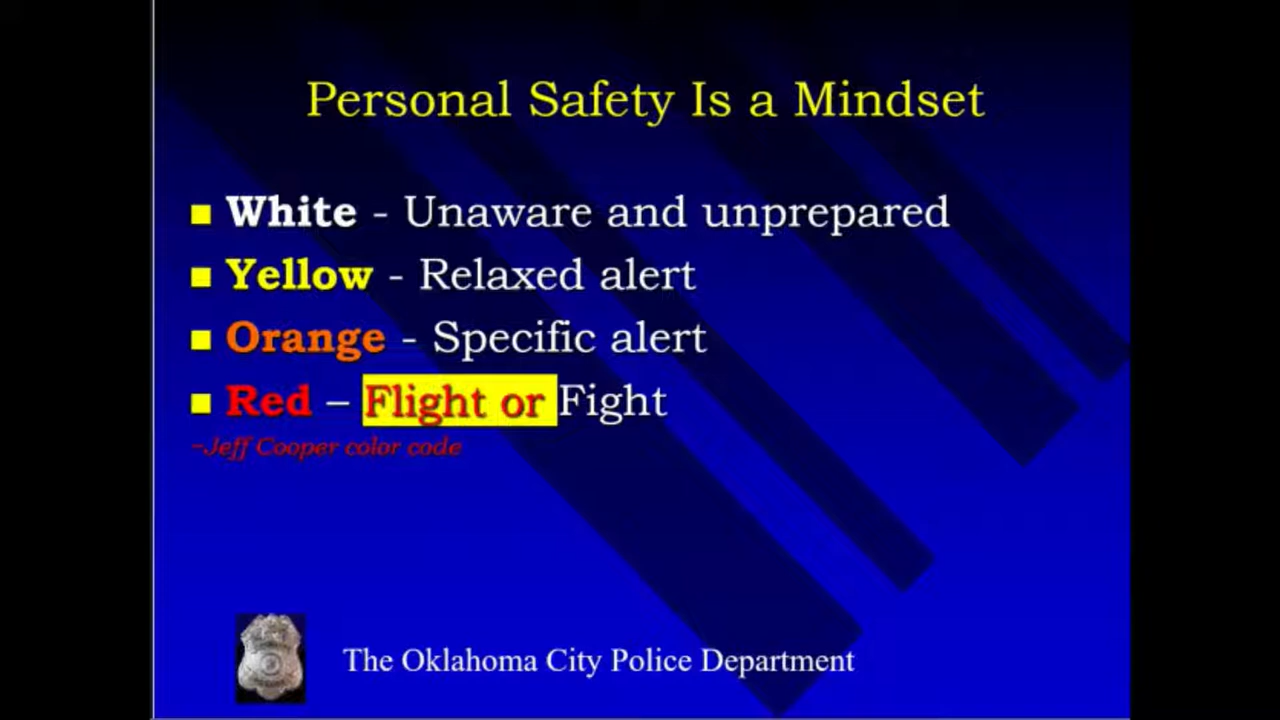 Personal Safety Is a Mindset
White - Unaware and unprepared
Yellow - Relaxed alert
Orange - Specific alert
Red – Flight or Fight
~Jeff Cooper color code
The Oklahoma City Police Department